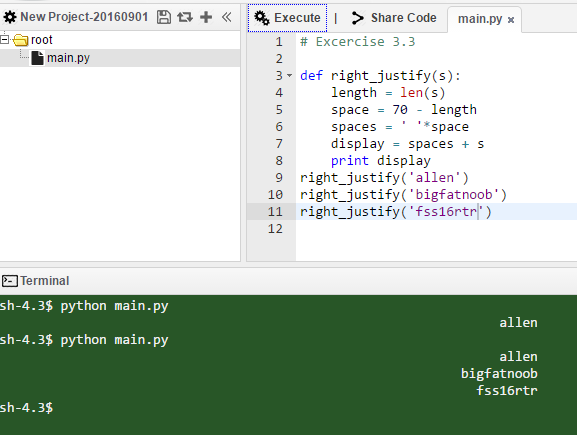 New Project-20160901
root
main.py
Execute | Share Code main.py x
1 # Excercise 3.3
2
3 def right_justify(s):
4     length = len(s)
5     space = 70 - length
6     spaces = ' '*space
7     display = spaces + s
8     print display
9 right_justify('allen')
10 right_justify('bigfatnoob')
11 right_justify('fss16rtr')
12
Terminal
sh-4.3$ python main.py
allen
sh-4.3$ python main.py
allen
bigfatnoob
fss16rtr
sh-4.3$